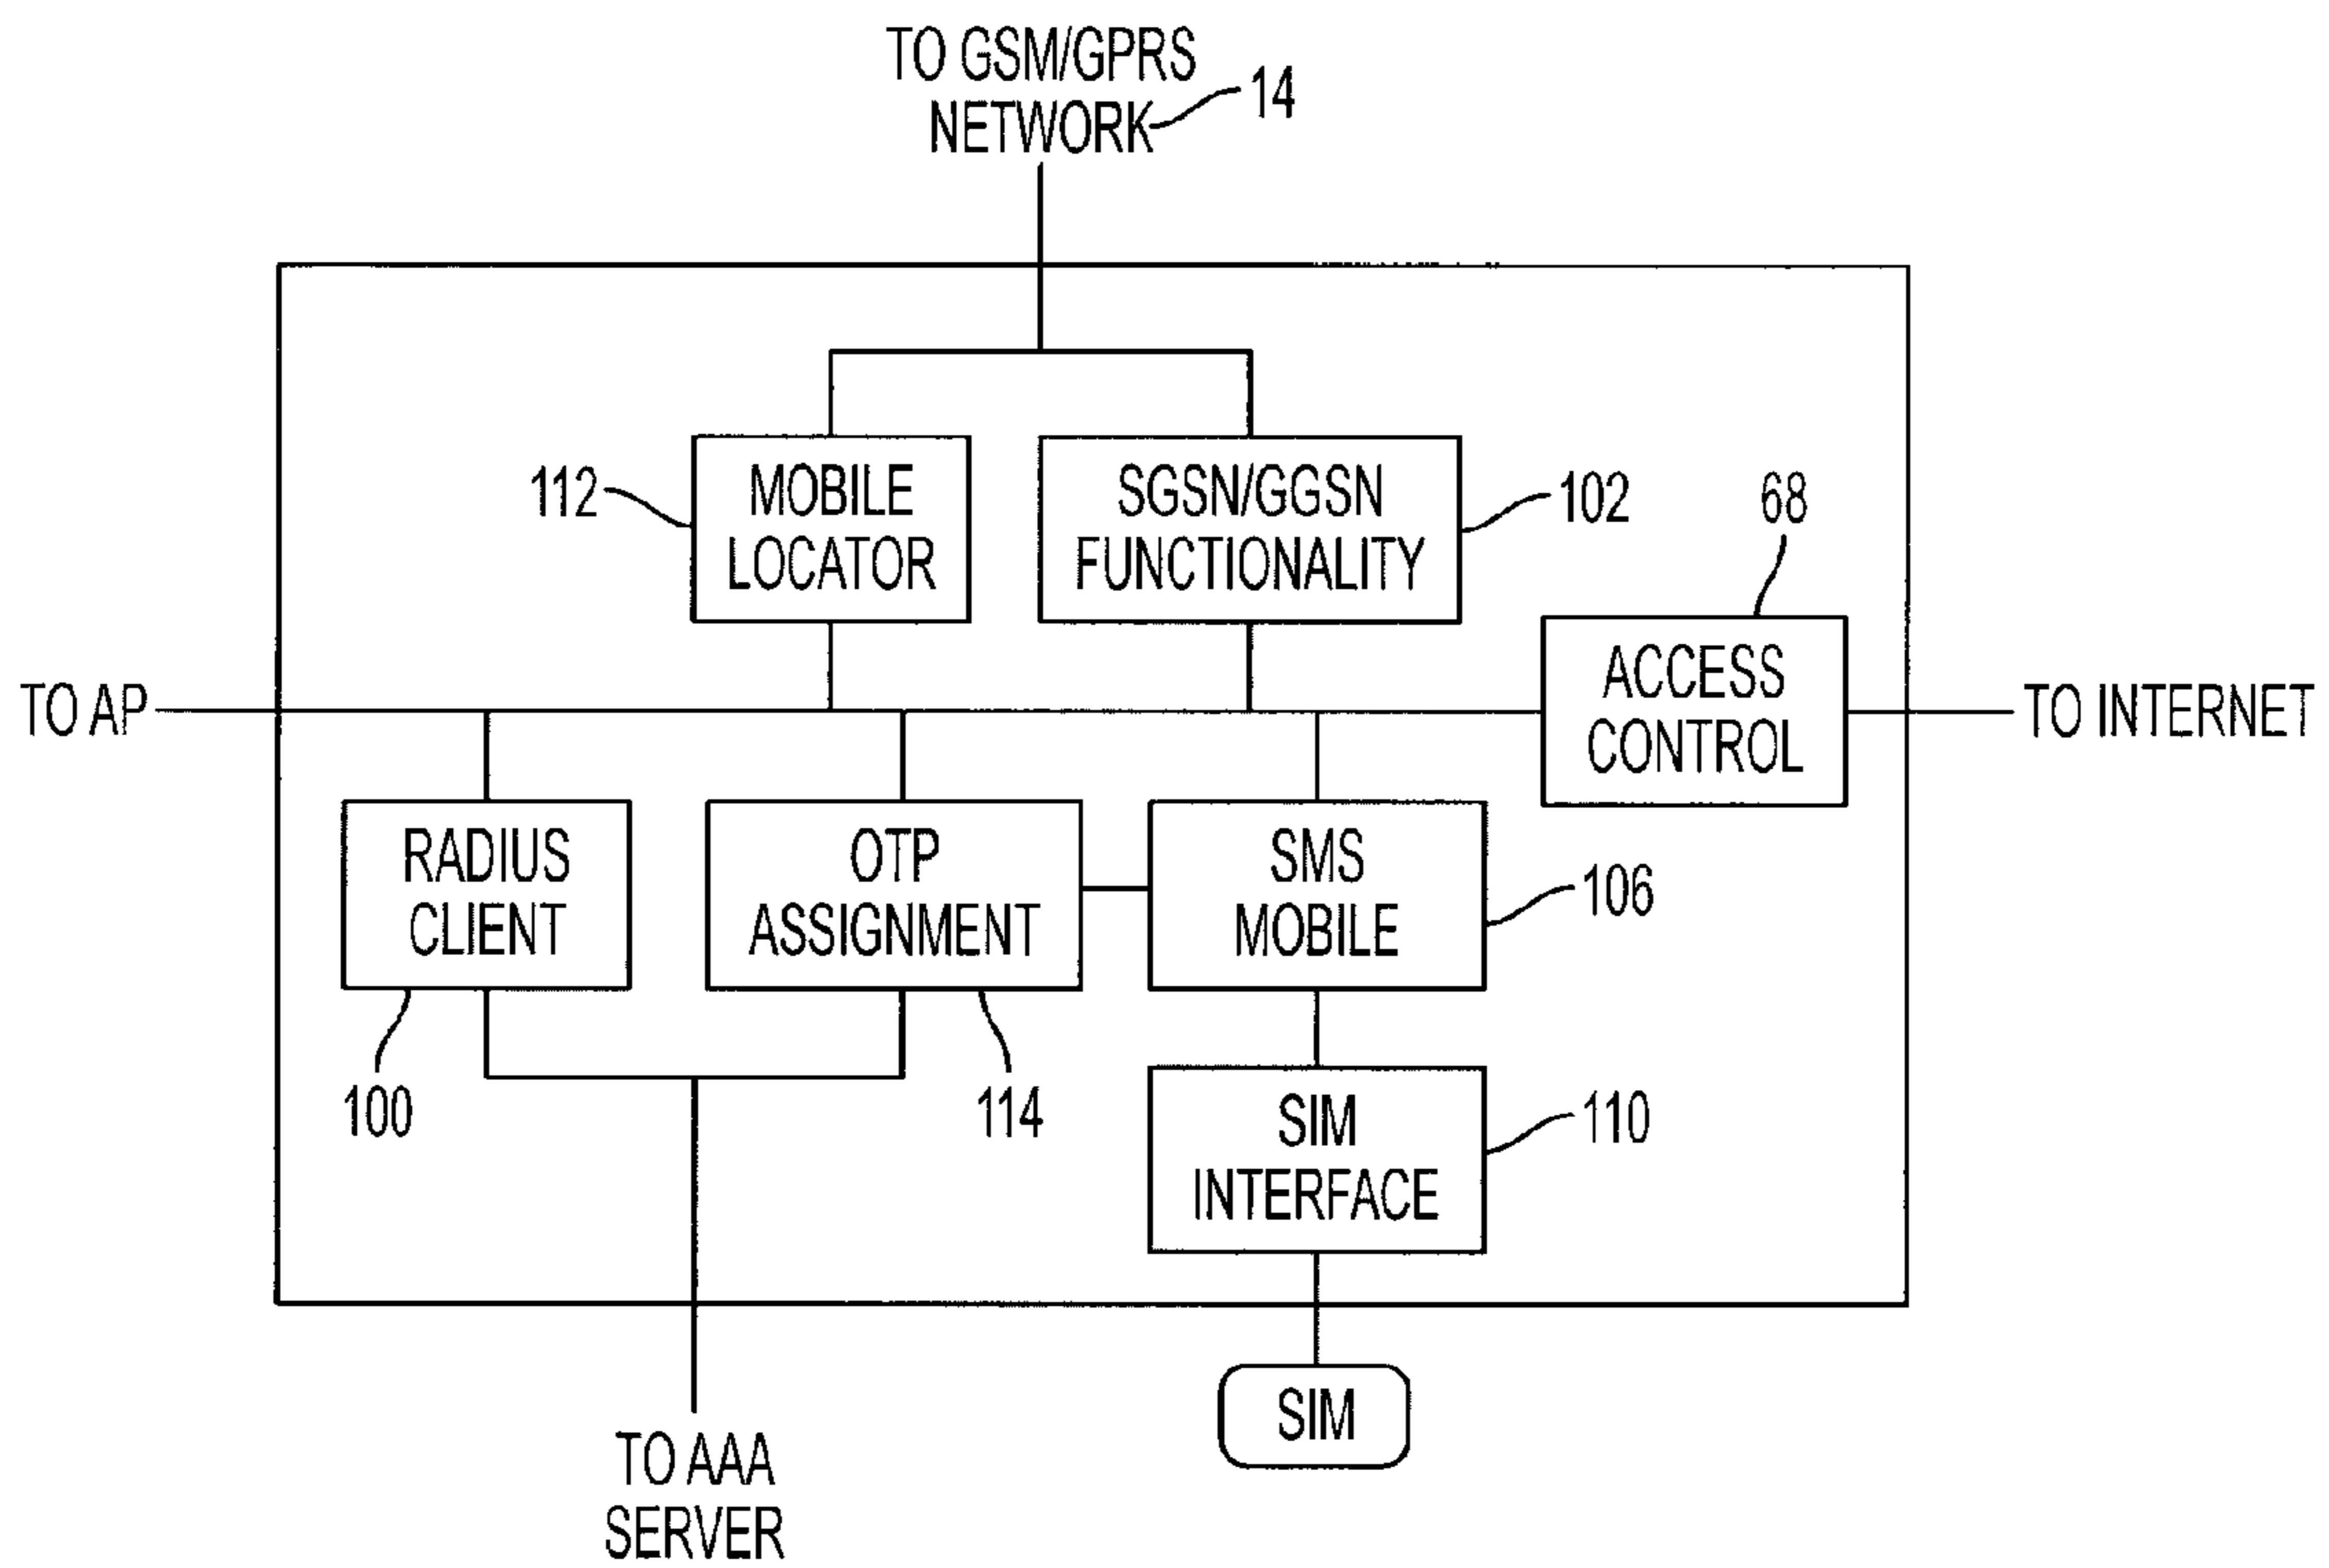 TO GSM/GPRS
NETWORK
14
112
MOBILE
LOCATOR
SGSN/GGSN
FUNCTIONALITY
102
68
ACCESS
CONTROL
TO AP
TO INTERNET
RADIUS
CLIENT
OTP
ASSIGNMENT
SMS
MOBILE
106
100
114
SIM
INTERFACE
110
SIM
TO AAA
SERVER